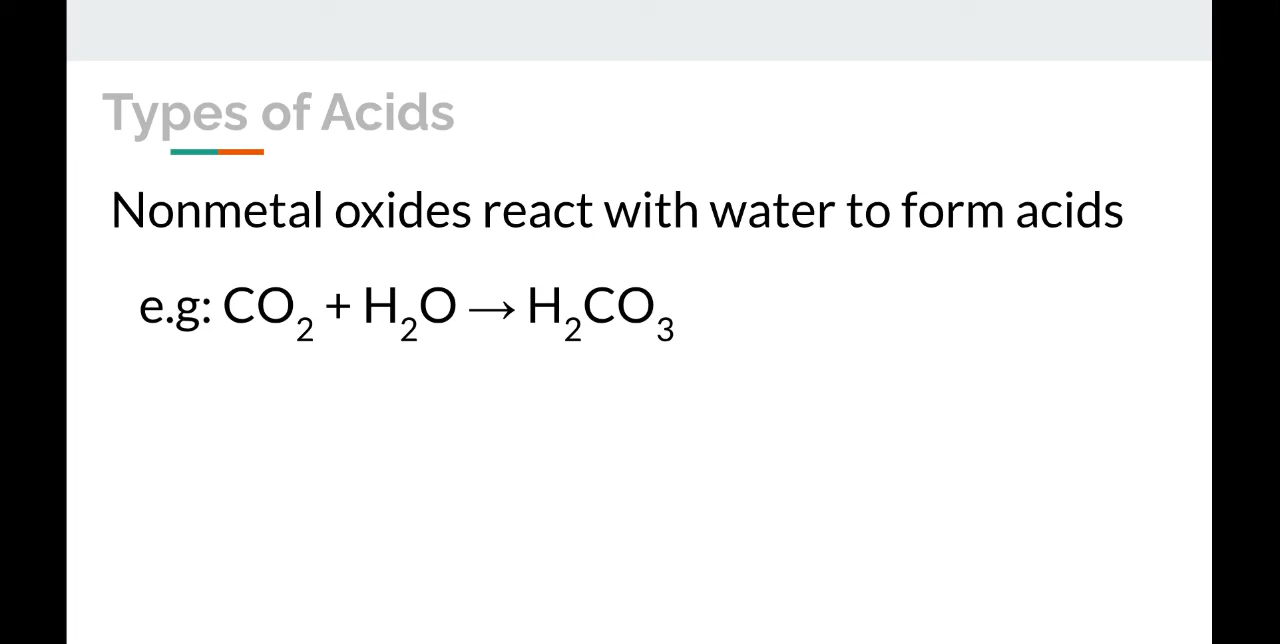 Types of Acids
Nonmetal oxides react with water to form acids
e.g: CO₂ + H₂O → H₂CO₃